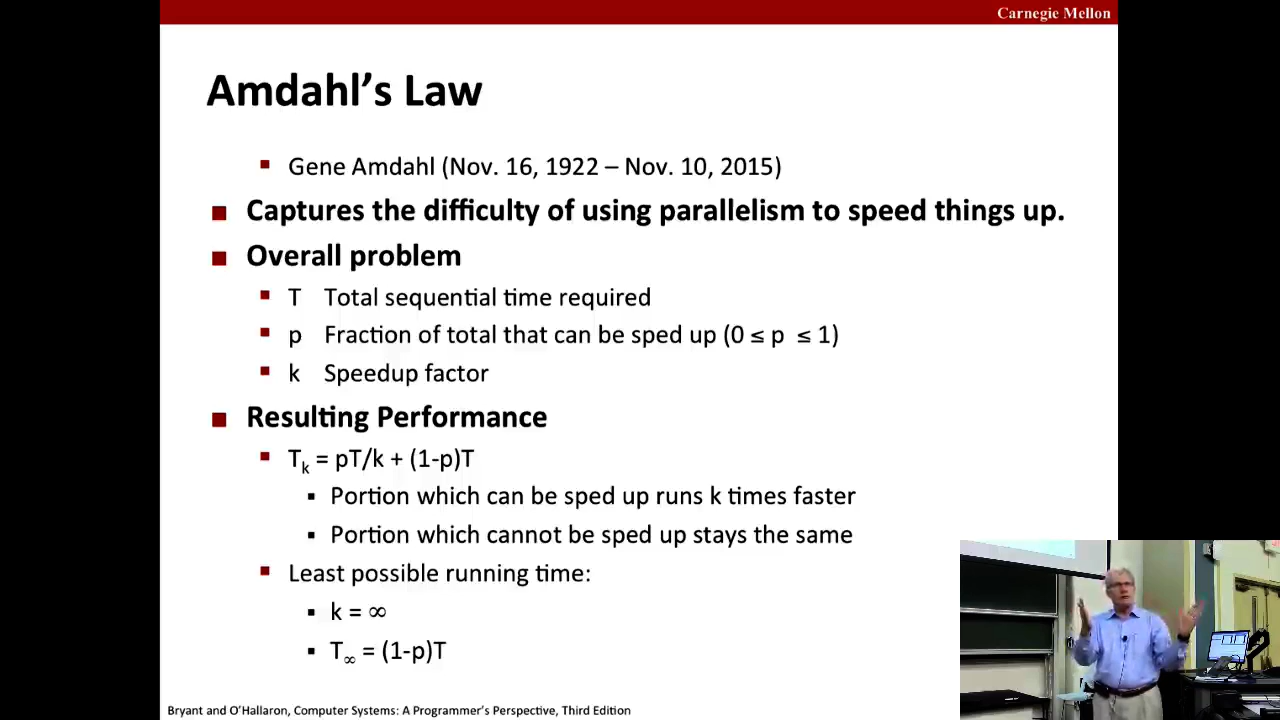 Carnegie Mellon
Amdahl’s Law
▪ Gene Amdahl (Nov. 16, 1922 – Nov. 10, 2015)
■ Captures the difficulty of using parallelism to speed things up.
■ Overall problem
▪ T Total sequential time required
▪ p Fraction of total that can be sped up (0 ≤ p ≤ 1)
▪ k Speedup factor
■ Resulting Performance
▪ Tₖ = pT/k + (1-p)T
▪ Portion which can be sped up runs k times faster
▪ Portion which cannot be sped up stays the same
▪ Least possible running time:
▪ k = ∞
▪ T∞ = (1-p)T
Bryant and O’Hallaron, Computer Systems: A Programmer’s Perspective, Third Edition